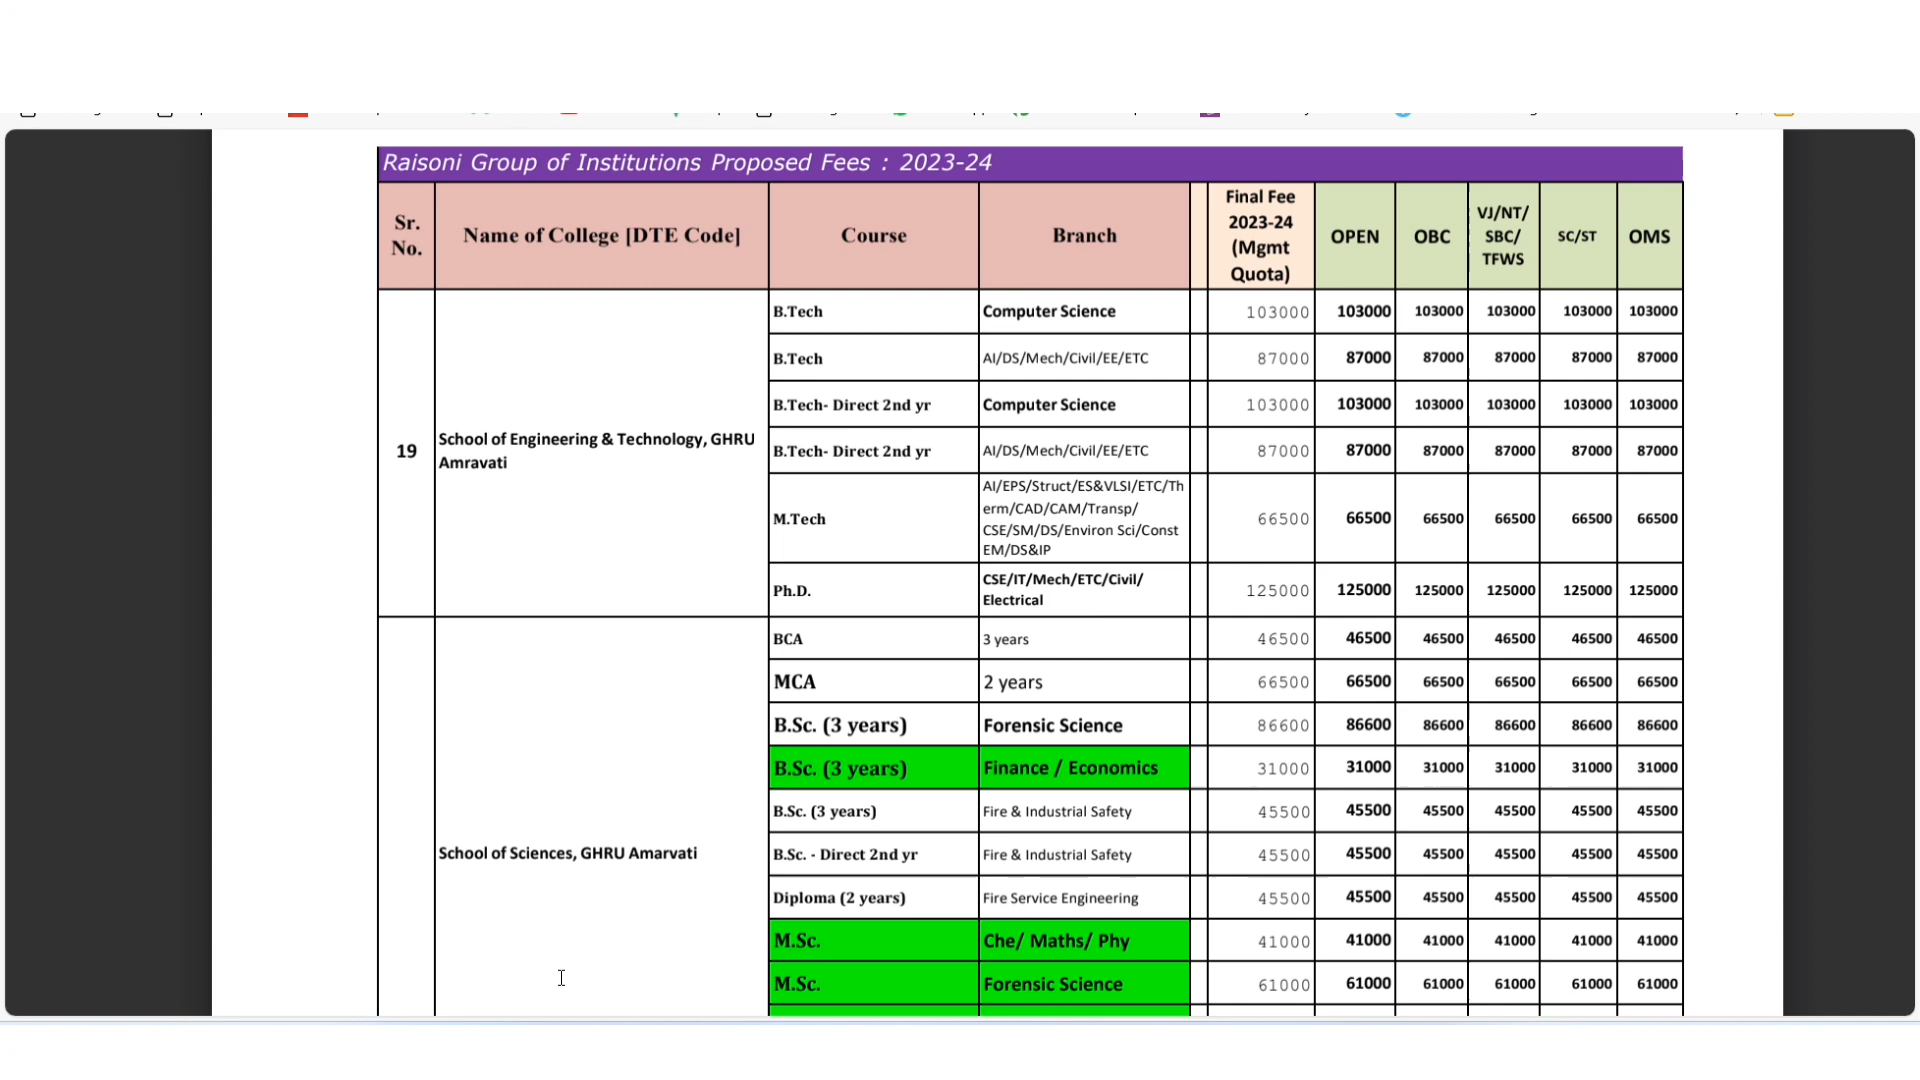 Raisoni Group of Institutions Proposed Fees : 2023-24
Sr. No. Name of College [DTE Code] Course Branch Final Fee 2023-24 (Mgmt Quota) OPEN OBC VJ/NT/ SBC/ TFWS SC/ST OMS
19 School of Engineering & Technology, GHRU Amravati
B.Tech Computer Science 103000 103000 103000 103000 103000 103000
B.Tech AI/DS/Mech/Civil/EE/ETC 87000 87000 87000 87000 87000 87000
B.Tech- Direct 2nd yr Computer Science 103000 103000 103000 103000 103000 103000
B.Tech- Direct 2nd yr AI/DS/Mech/Civil/EE/ETC 87000 87000 87000 87000 87000 87000
M.Tech AI/EPS/Struct/ES&VLSI/ETC/Th
erm/CAD/CAM/Transp/
CSE/SM/DS/Environ Sci/Const
EM/DS&IP 66500 66500 66500 66500 66500 66500
Ph.D. CSE/IT/Mech/ETC/Civil/
Electrical 125000 125000 125000 125000 125000 125000
School of Sciences, GHRU Amarvati
BCA 3 years 46500 46500 46500 46500 46500 46500
MCA 2 years 66500 66500 66500 66500 66500 66500
B.Sc. (3 years) Forensic Science 86600 86600 86600 86600 86600 86600
B.Sc. (3 years) Finance / Economics 31000 31000 31000 31000 31000 31000
B.Sc. (3 years) Fire & Industrial Safety 45500 45500 45500 45500 45500 45500
B.Sc. - Direct 2nd yr Fire & Industrial Safety 45500 45500 45500 45500 45500 45500
Diploma (2 years) Fire Service Engineering 45500 45500 45500 45500 45500 45500
M.Sc. Che/ Maths/ Phy 41000 41000 41000 41000 41000 41000
M.Sc. Forensic Science 61000 61000 61000 61000 61000 61000